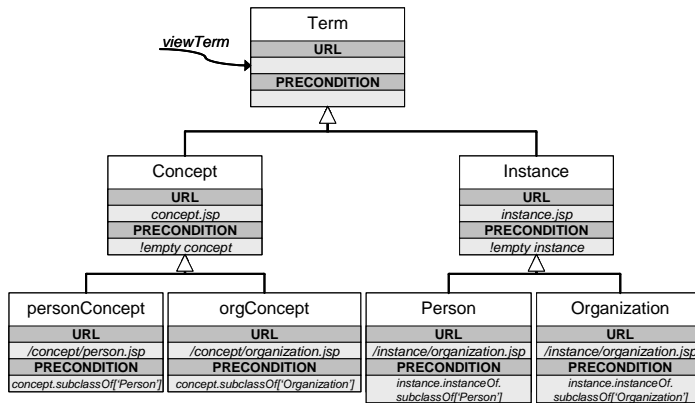 Term
viewTerm
URL
PRECONDITION
Concept
URL
concept.jsp
PRECONDITION
!empty concept
Instance
URL
instance.jsp
PRECONDITION
!empty instance
personConcept
URL
/concept/person.jsp
PRECONDITION
concept.subclassOf['Person']
orgConcept
URL
/concept/organization.jsp
PRECONDITION
concept.subclassOf['Organization']
Person
URL
/instance/organization.jsp
PRECONDITION
instance.instanceOf.
subclassOf['Person']
Organization
URL
/instance/organization.jsp
PRECONDITION
instance.instanceOf.
subclassOf['Organization']